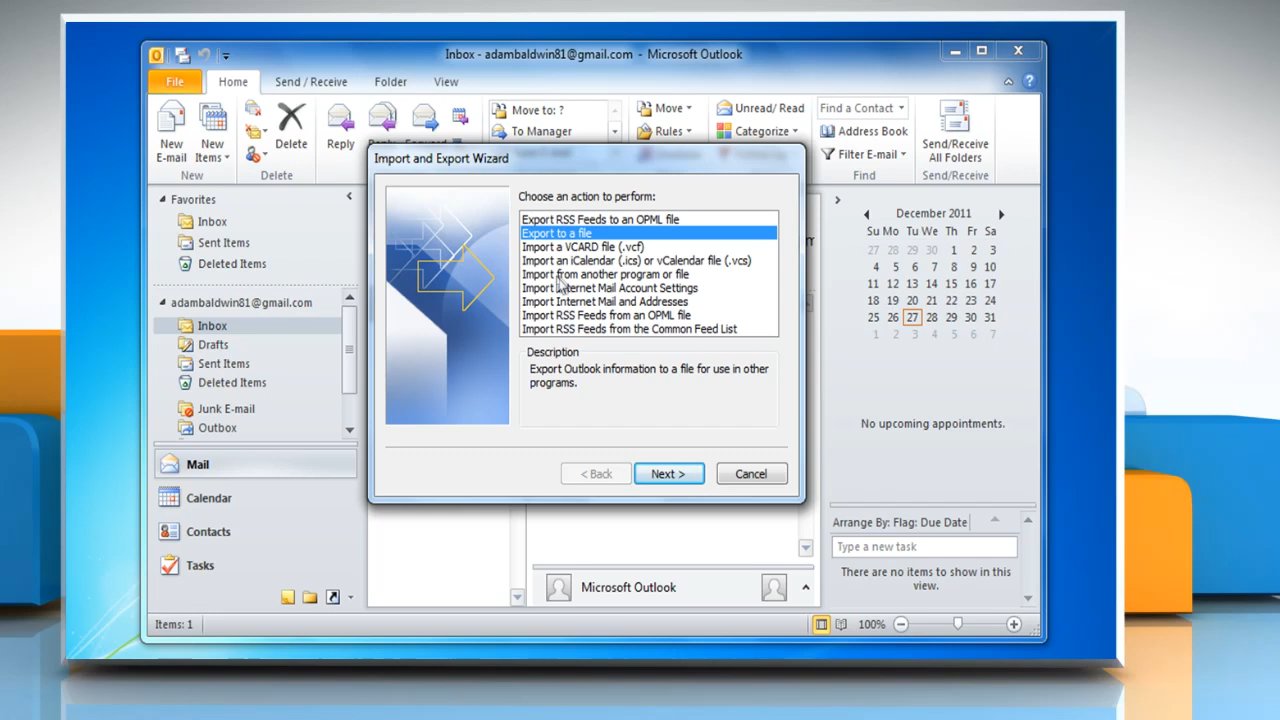 Inbox - adambaldwin81@gmail.com - Microsoft Outlook
File Home Send / Receive Folder View
New E-mail
New Items
Delete
Reply
Move to: ?
To Manager
Move
Rules
Unread/ Read
Categorize
Find a Contact
Address Book
Filter E-mail
Send/Receive
All Folders
New Delete Find Send/Receive
Favorites
Inbox
Sent Items
Deleted Items
adambaldwin81@gmail.com
Inbox
Drafts
Sent Items
Deleted Items
Junk E-mail
Outbox
Mail
Calendar
Contacts
Tasks
Items: 1
Import and Export Wizard
Choose an action to perform:
Export RSS Feeds to an OPML file
Export to a file
Import a VCARD file (.vcf)
Import an iCalendar (.ics) or vCalendar file (.vcs)
Import from another program or file
Import Internet Mail Account Settings
Import Internet Mail and Addresses
Import RSS Feeds from an OPML file
Import RSS Feeds from the Common Feed List
Description
Export Outlook information to a file for use in other
programs.
< Back Next > Cancel
Microsoft Outlook
December 2011
Su Mo Tu We Th Fr Sa
27 28 29 30 1 2 3
4 5 6 7 8 9 10
11 12 13 14 15 16 17
18 19 20 21 22 23 24
25 26 27 28 29 30 31
1 2 3 4 5 6 7
No upcoming appointments.
Arrange By: Flag: Due Date
Type a new task
There are no items to show in this
view.
100%